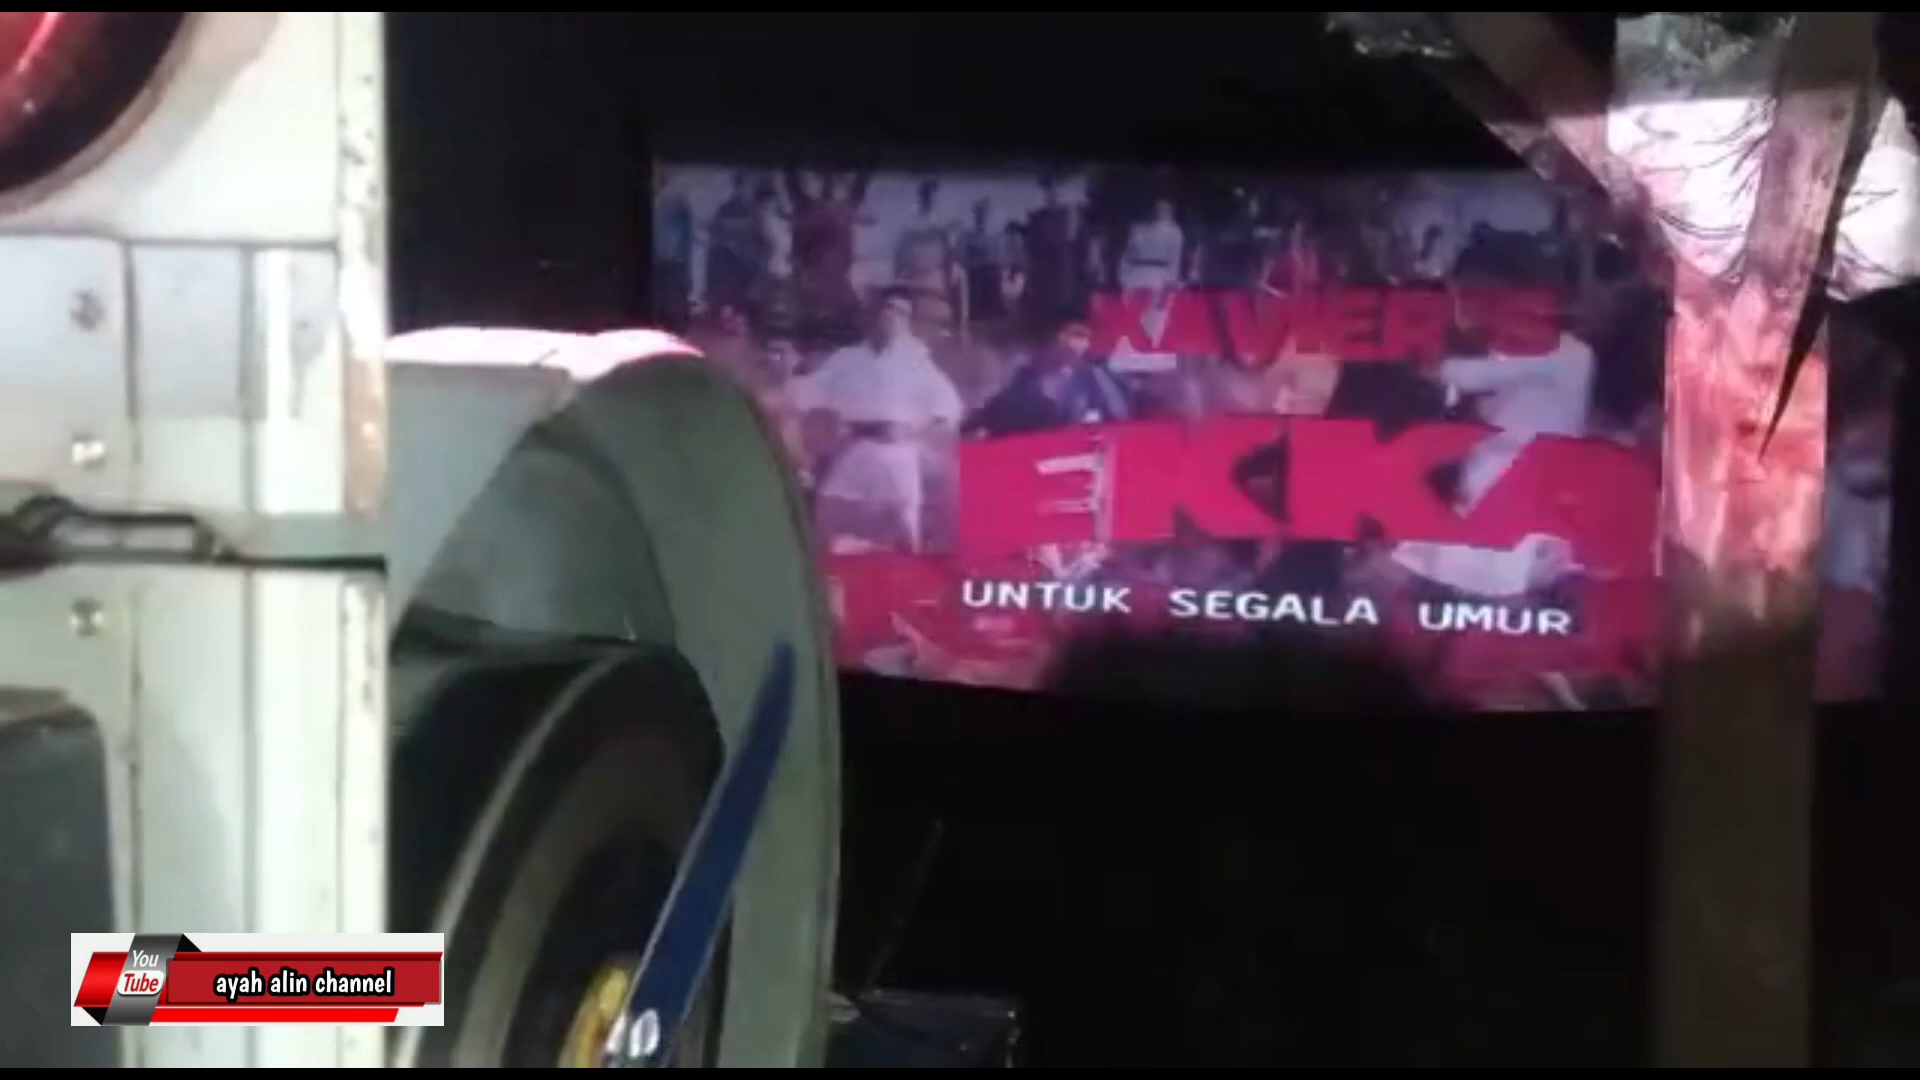 XAVIER'S
EKKA
UNTUK SEGALA UMUR
You
Tube
ayah alin channel